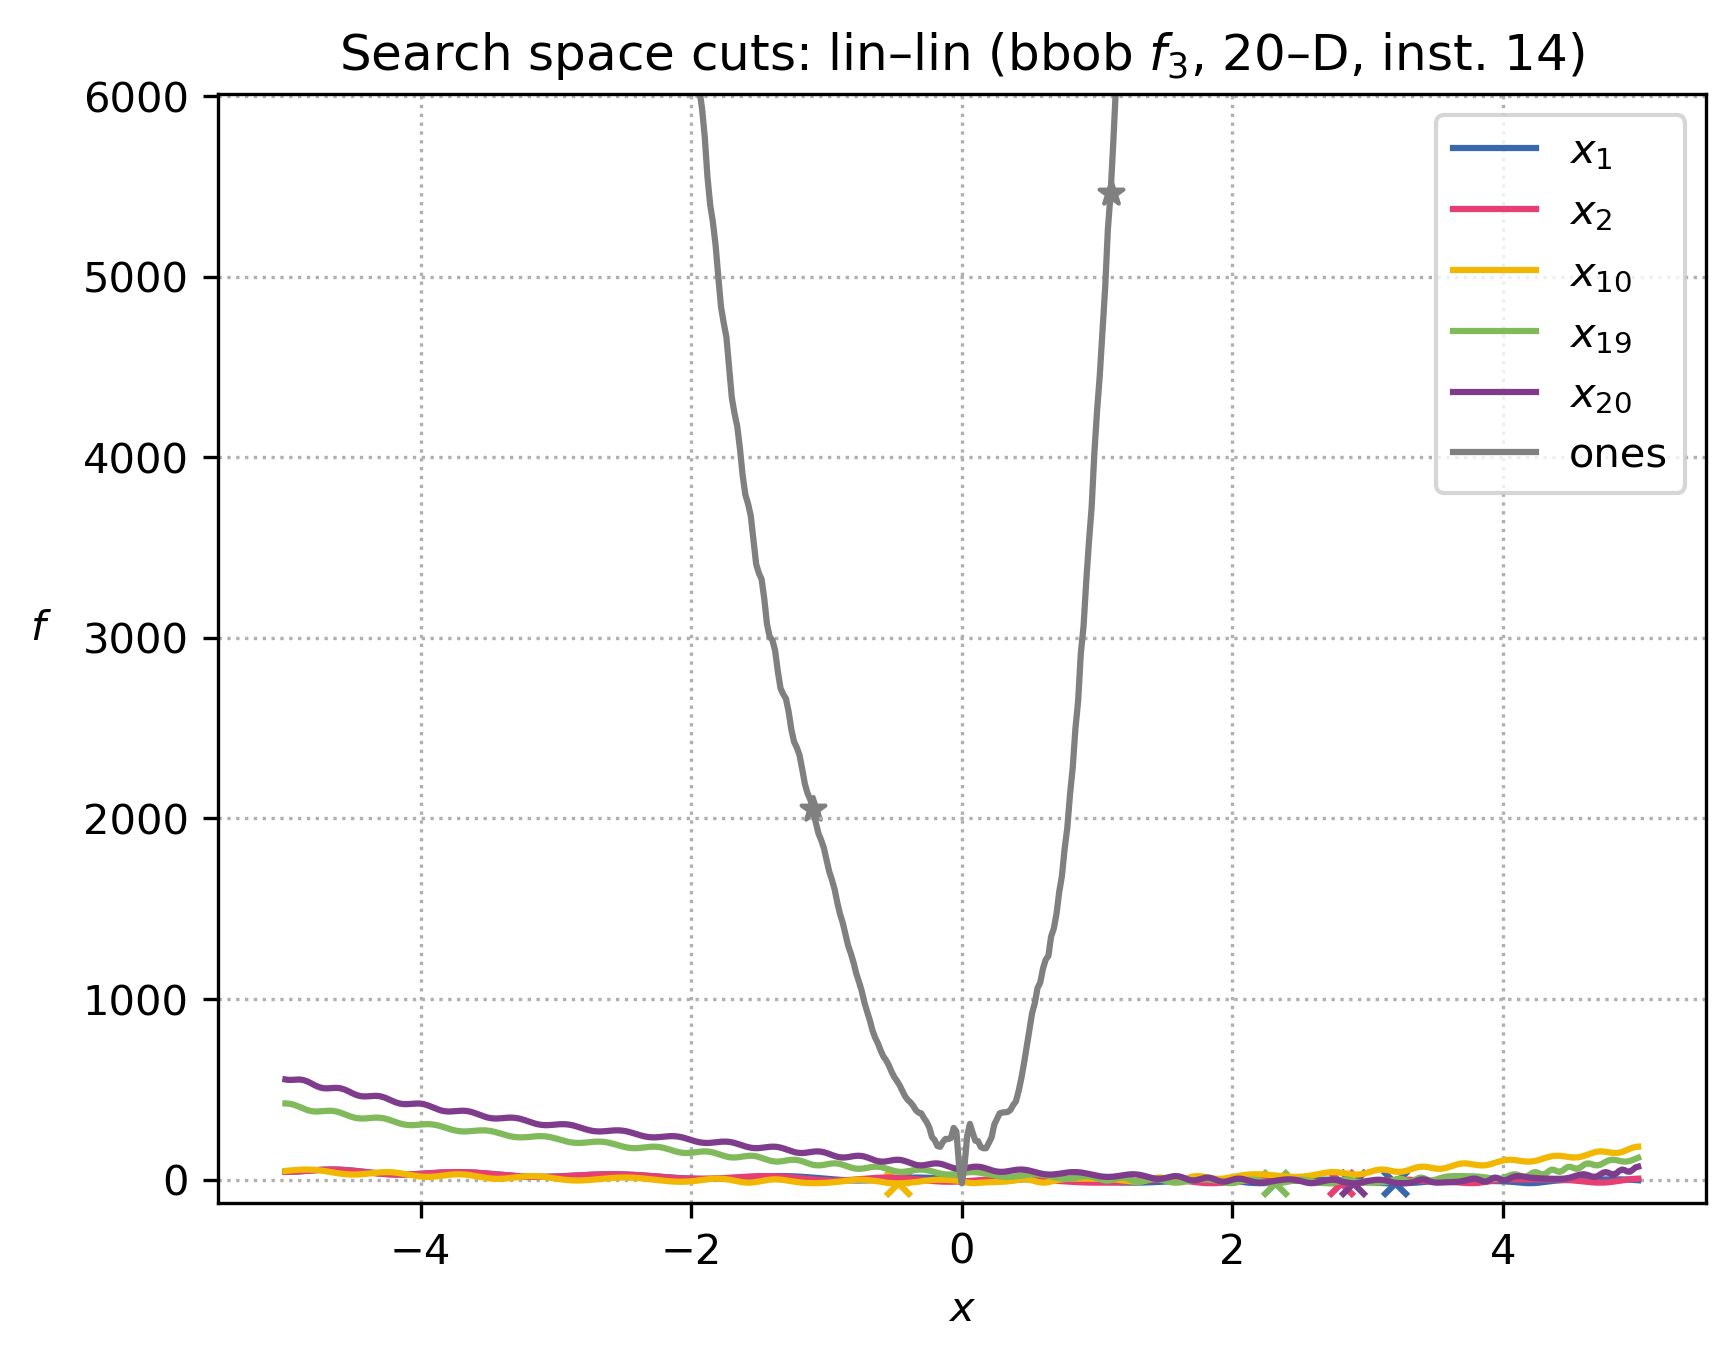 Search space cuts: lin–lin (bbob f₃, 20–D, inst. 14)
6000
5000
4000
3000
2000
1000
0
f
x₁
x₂
x₁₀
x₁₉
x₂₀
ones
−4 −2 0 2 4
x